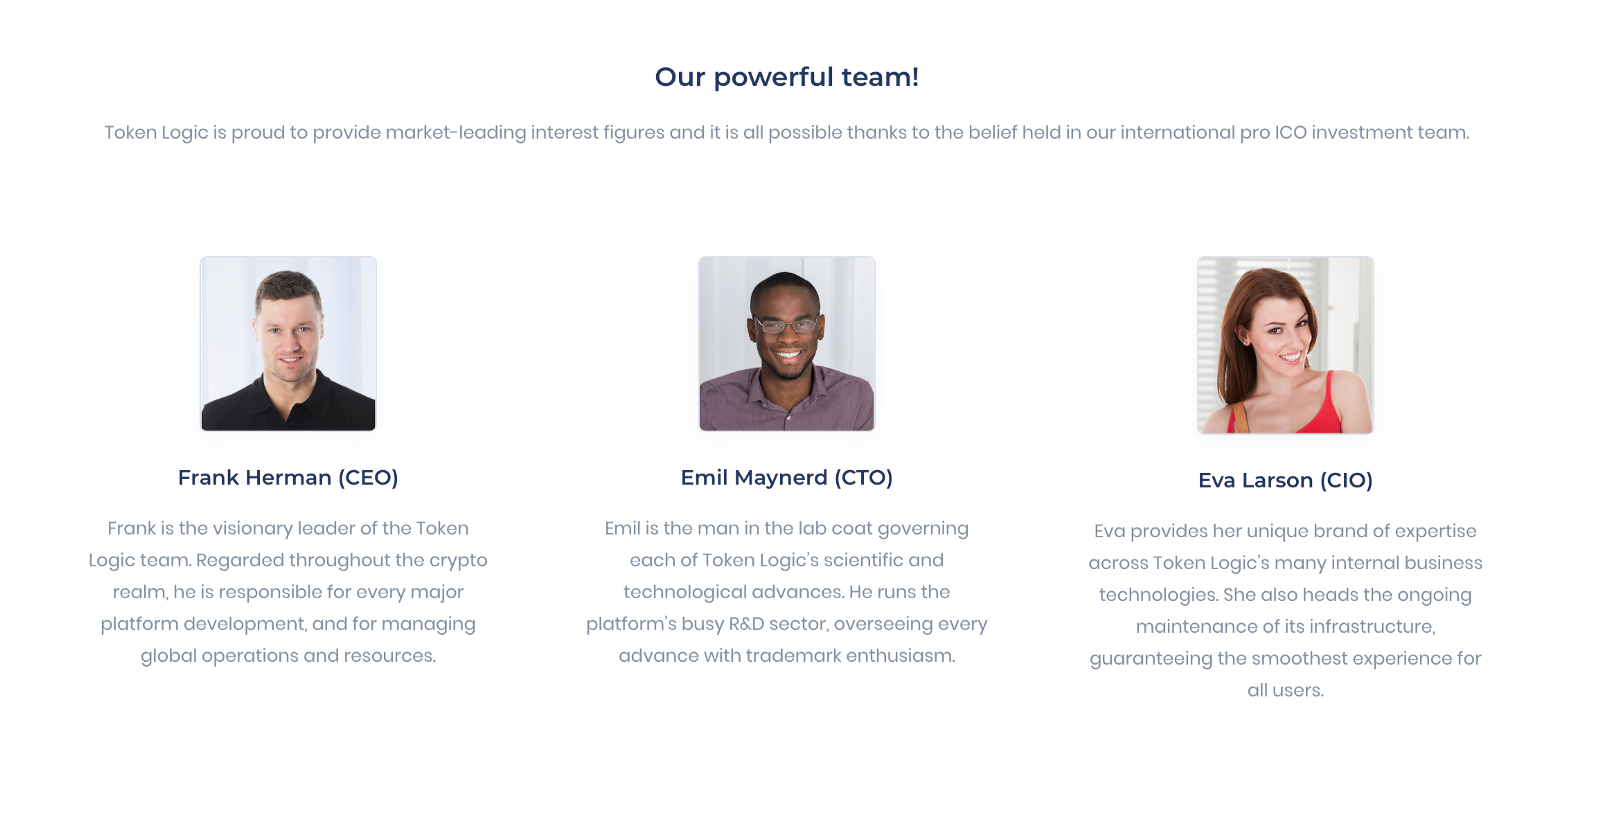 Our powerful team!
Token Logic is proud to provide market-leading interest figures and it is all possible thanks to the belief held in our international pro ICO investment team.
Frank Herman (CEO)
Frank is the visionary leader of the Token
Logic team. Regarded throughout the crypto
realm, he is responsible for every major
platform development, and for managing
global operations and resources.
Emil Maynerd (CTO)
Emil is the man in the lab coat governing
each of Token Logic's scientific and
technological advances. He runs the
platform's busy R&D sector, overseeing every
advance with trademark enthusiasm.
Eva Larson (CIO)
Eva provides her unique brand of expertise
across Token Logic's many internal business
technologies. She also heads the ongoing
maintenance of its infrastructure,
guaranteeing the smoothest experience for
all users.